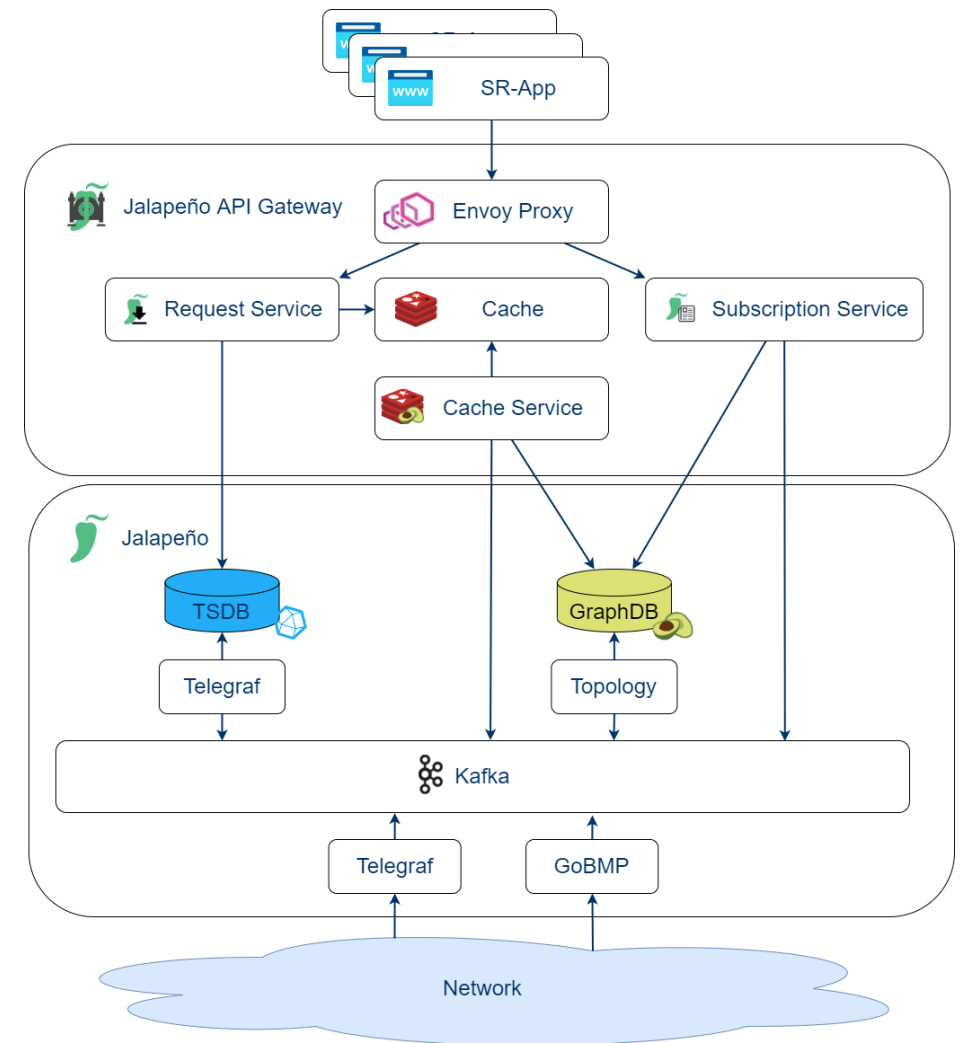 www
SR-App
Jalapeño API Gateway
Envoy Proxy
Request Service
Cache
Subscription Service
Cache Service
Jalapeño
TSDB
GraphDB
Telegraf
Topology
Kafka
Telegraf
GoBMP
Network